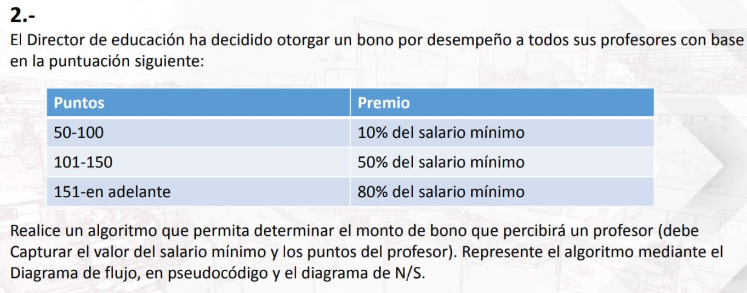 2.-
El Director de educación ha decidido otorgar un bono por desempeño a todos sus profesores con base
en la puntuación siguiente:
Puntos Premio
50-100 10% del salario mínimo
101-150 50% del salario mínimo
151-en adelante 80% del salario mínimo
Realice un algoritmo que permita determinar el monto de bono que percibirá un profesor (debe
Capturar el valor del salario mínimo y los puntos del profesor). Represente el algoritmo mediante el
Diagrama de flujo, en pseudocódigo y el diagrama de N/S.